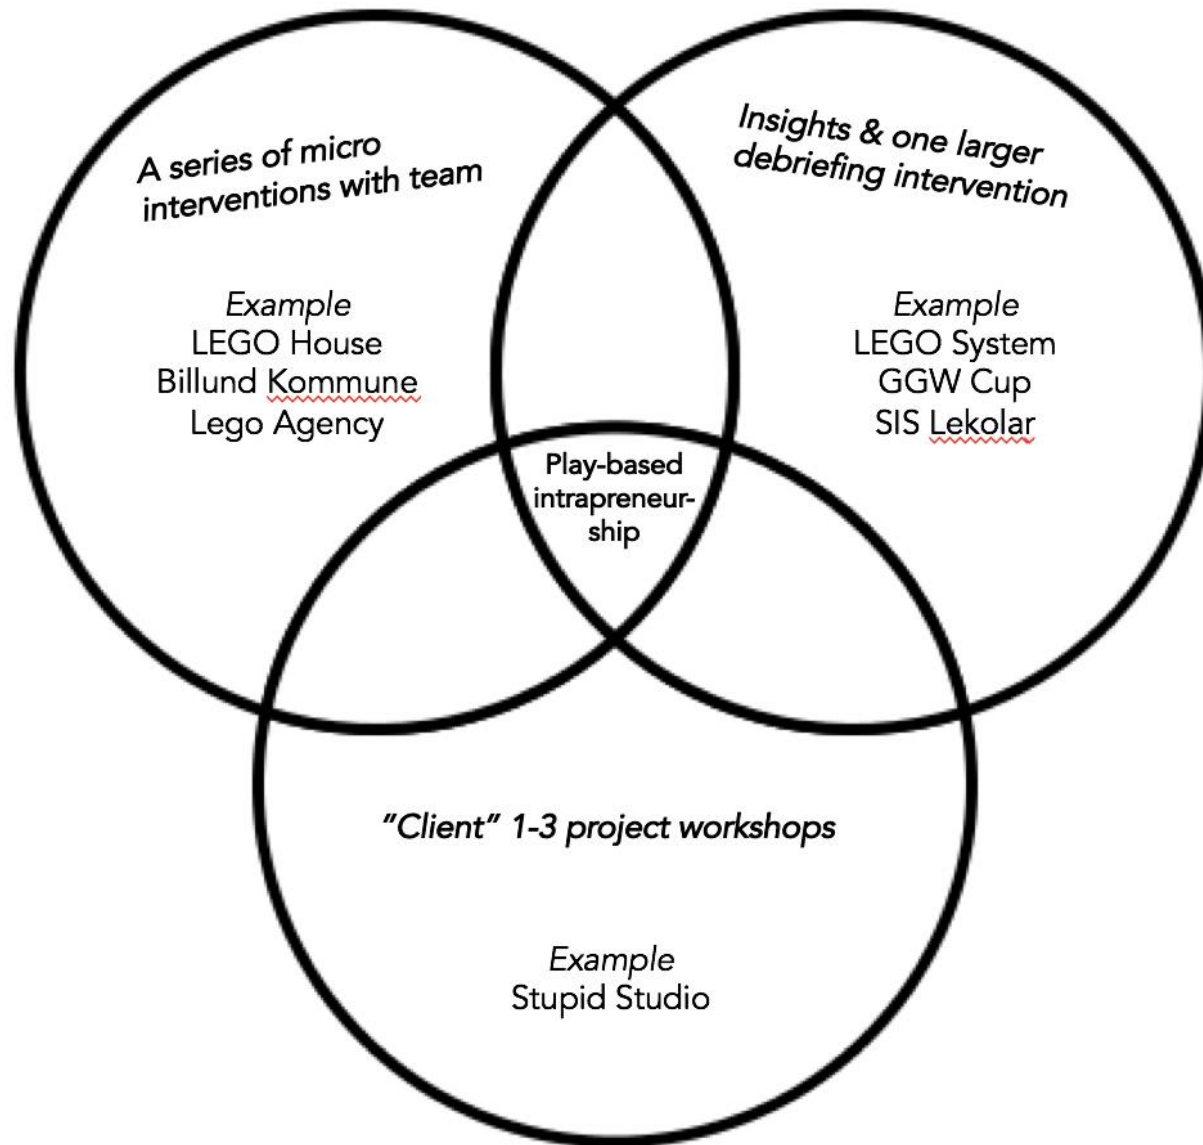 A series of micro
interventions with team
Insights & one larger
debriefing intervention
Example
LEGO House
Billund Kommune
Lego Agency
Example
LEGO System
GGW Cup
SIS Lekolar
Play-based
intrapreneur-
ship
"Client" 1-3 project workshops
Example
Stupid Studio